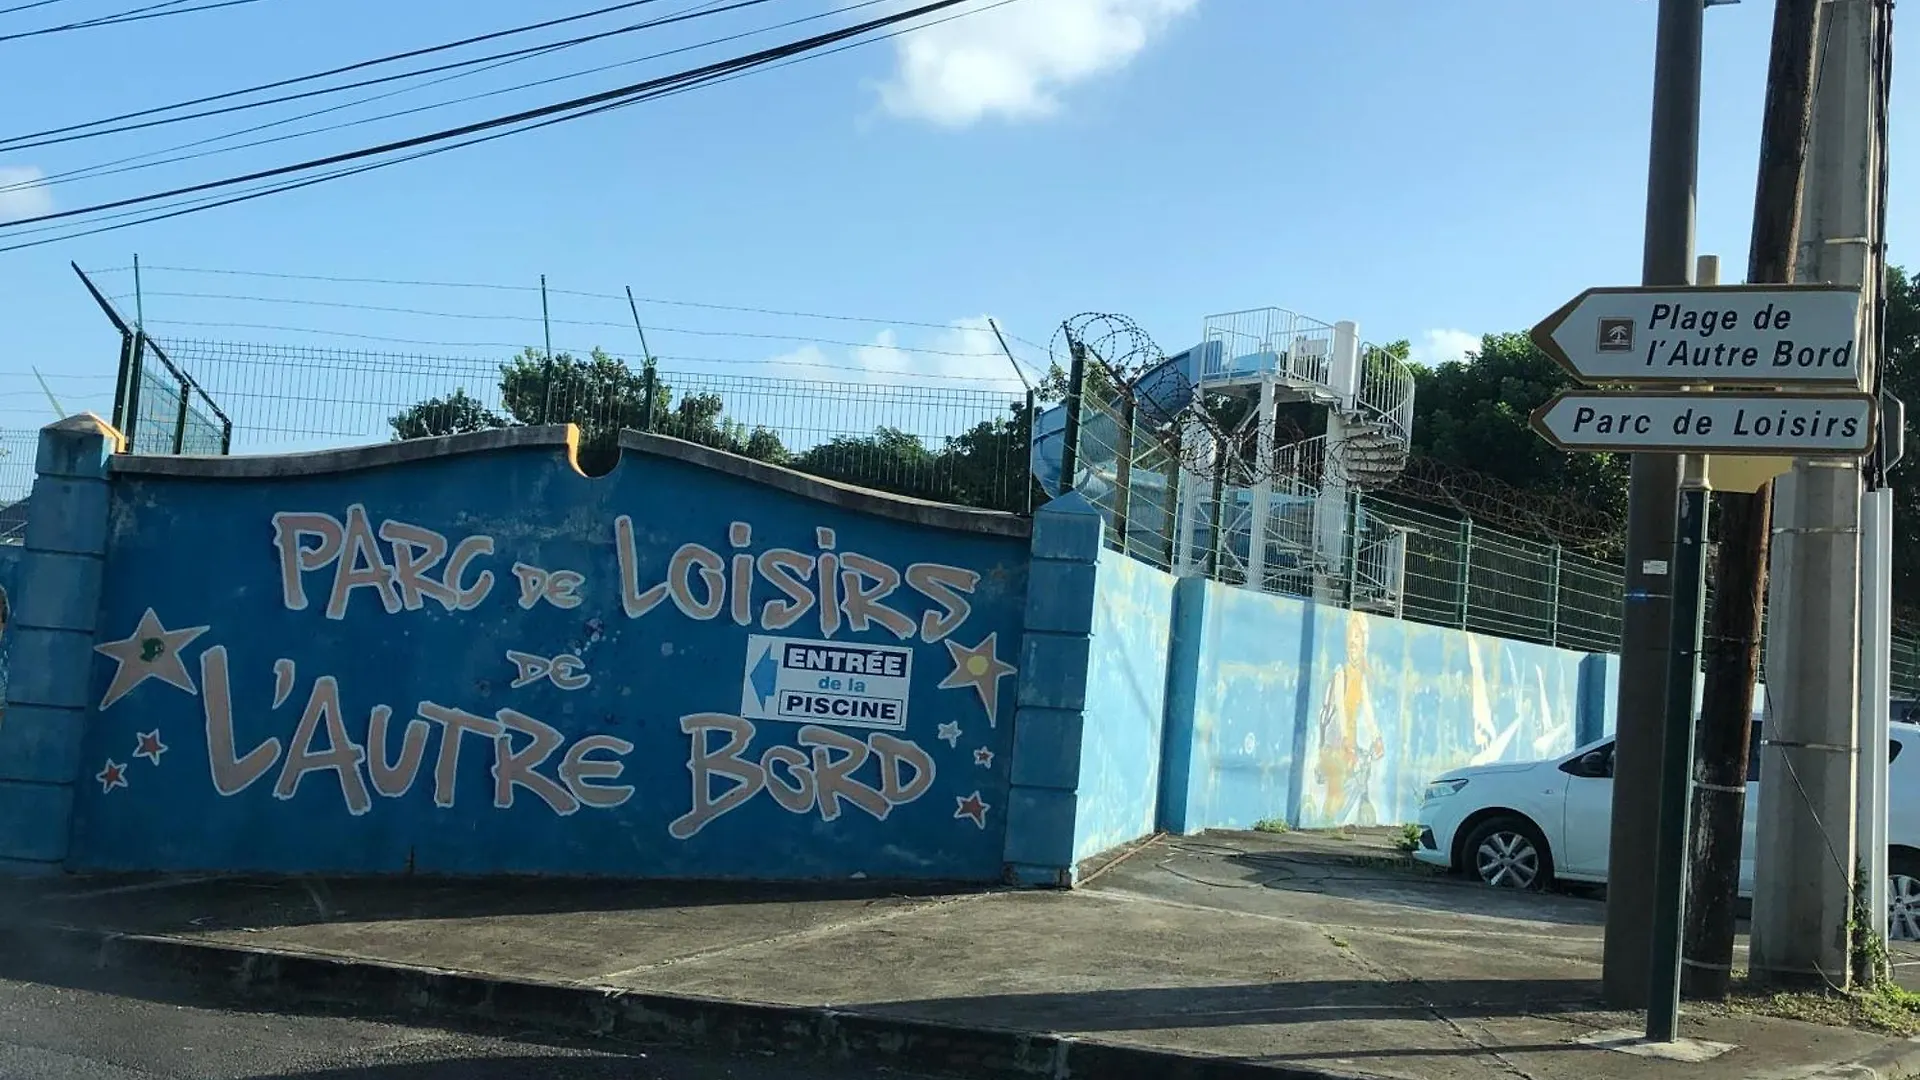 PARC DE LOISIRS
DE
L'AUTRE BORD
ENTRÉE
de la
PISCINE
Plage de
l'Autre Bord
Parc de Loisirs